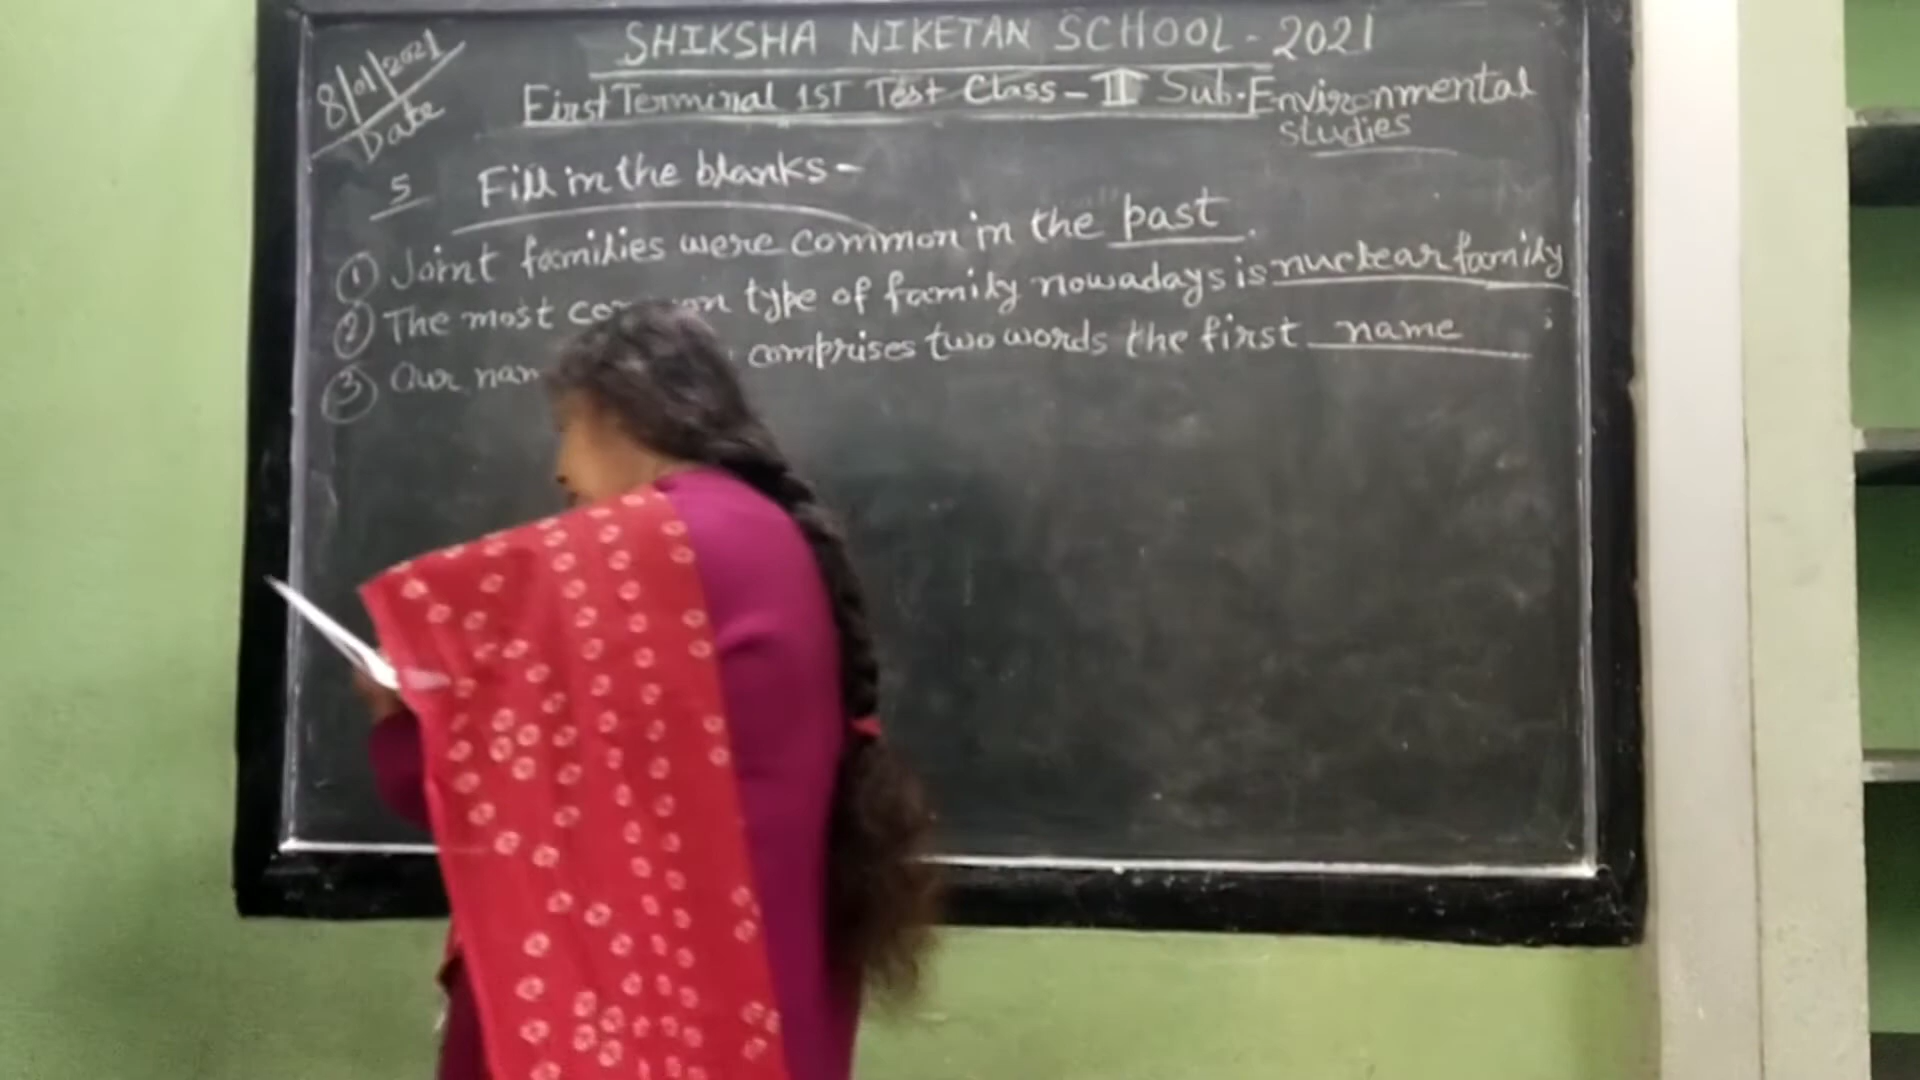 SHIKSHA NIKETAN SCHOOL - 2021
8/01/2021
Date
First Terminal 1ST Test Class - II Sub. Environmental
studies
5 Fill in the blanks -
① Joint families were common in the past.
② The most type of family nowadays is nuclear family
③ Our comprises two words the first name